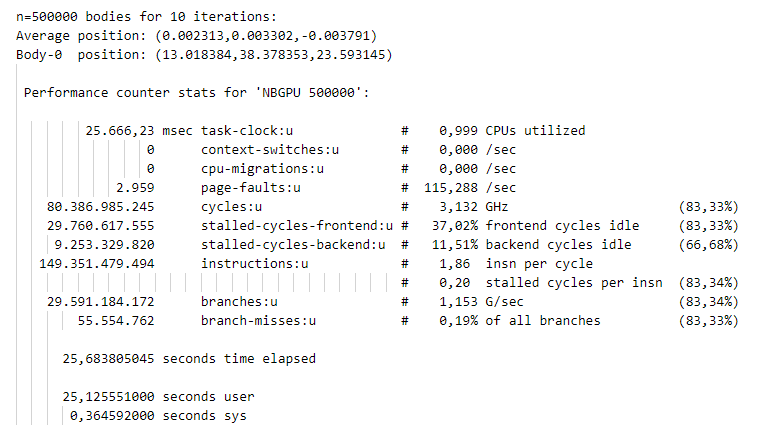 n=500000 bodies for 10 iterations:
Average position: (0.002313,0.003302,-0.003791)
Body-0  position: (13.018384,38.378353,23.593145)
Performance counter stats for 'NBGPU 500000':
25.666,23 msec task-clock:u # 0,999 CPUs utilized
0 context-switches:u # 0,000 /sec
0 cpu-migrations:u # 0,000 /sec
2.959 page-faults:u # 115,288 /sec
80.386.985.245 cycles:u # 3,132 GHz (83,33%)
29.760.617.555 stalled-cycles-frontend:u # 37,02% frontend cycles idle (83,33%)
9.253.329.820 stalled-cycles-backend:u # 11,51% backend cycles idle (66,68%)
149.351.479.494 instructions:u # 1,86 insn per cycle
# 0,20 stalled cycles per insn (83,34%)
29.591.184.172 branches:u # 1,153 G/sec (83,34%)
55.554.762 branch-misses:u # 0,19% of all branches (83,33%)
25,683805045 seconds time elapsed
25,125551000 seconds user
0,364592000 seconds sys